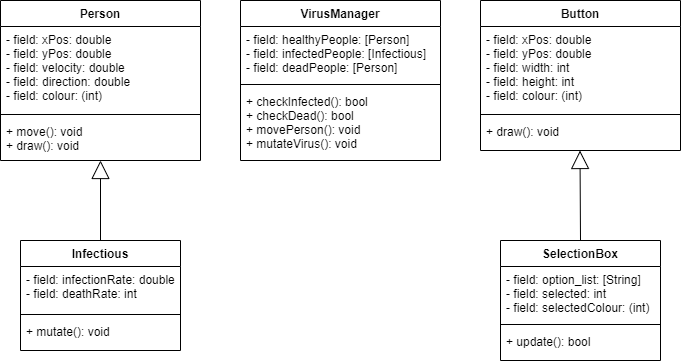 Person
- field: xPos: double
- field: yPos: double
- field: velocity: double
- field: direction: double
- field: colour: (int)
+ move(): void
+ draw(): void
VirusManager
- field: healthyPeople: [Person]
- field: infectedPeople: [Infectious]
- field: deadPeople: [Person]
+ checkInfected(): bool
+ checkDead(): bool
+ movePerson(): void
+ mutateVirus(): void
Button
- field: xPos: double
- field: yPos: double
- field: width: int
- field: height: int
- field: colour: (int)
+ draw(): void
Infectious
- field: infectionRate: double
- field: deathRate: int
+ mutate(): void
SelectionBox
- field: option_list: [String]
- field: selected: int
- field: selectedColour: (int)
+ update(): bool